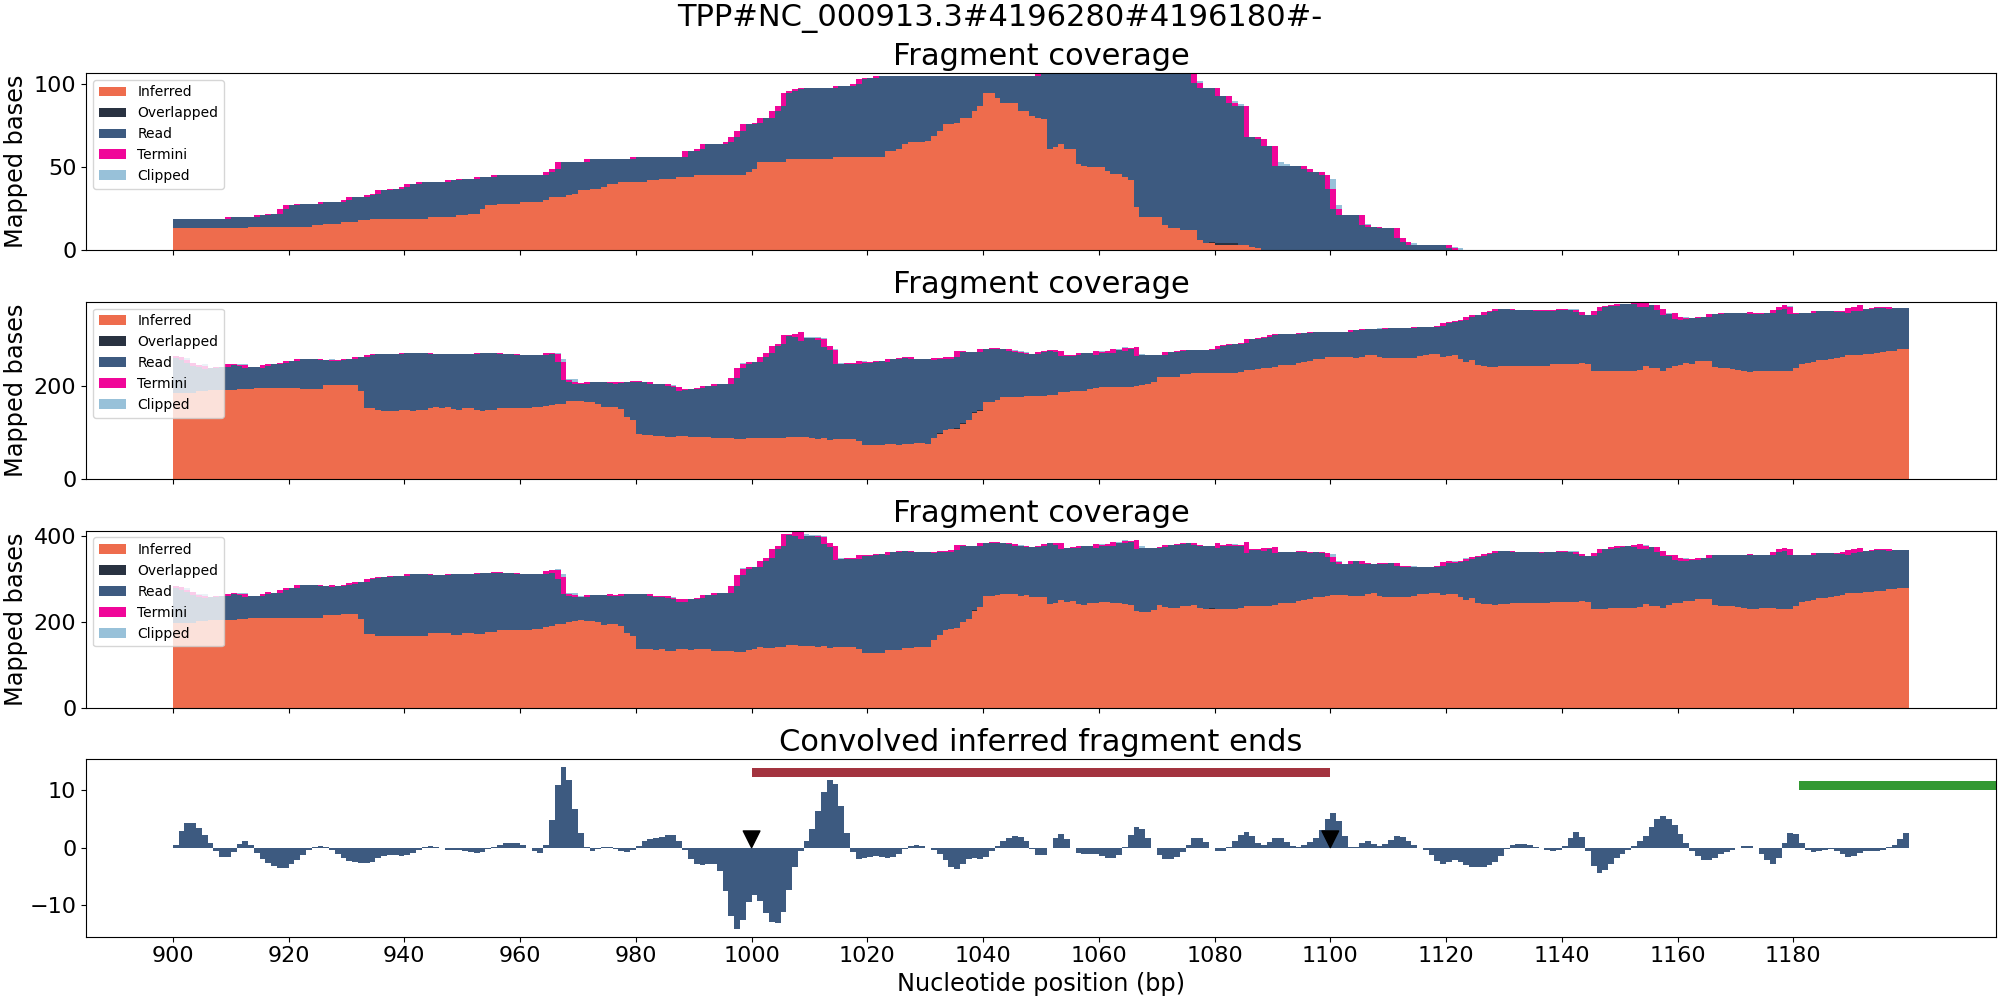 TPP#NC_000913.3#4196280#4196180#-
Fragment coverage
Mapped bases
100
50
0
Inferred
Overlapped
Read
Termini
Clipped
Fragment coverage
Mapped bases
200
0
Inferred
Overlapped
Read
Termini
Clipped
Fragment coverage
Mapped bases
400
200
0
Inferred
Overlapped
Read
Termini
Clipped
Convolved inferred fragment ends
10
0
−10
900 920 940 960 980 1000 1020 1040 1060 1080 1100 1120 1140 1160 1180
Nucleotide position (bp)